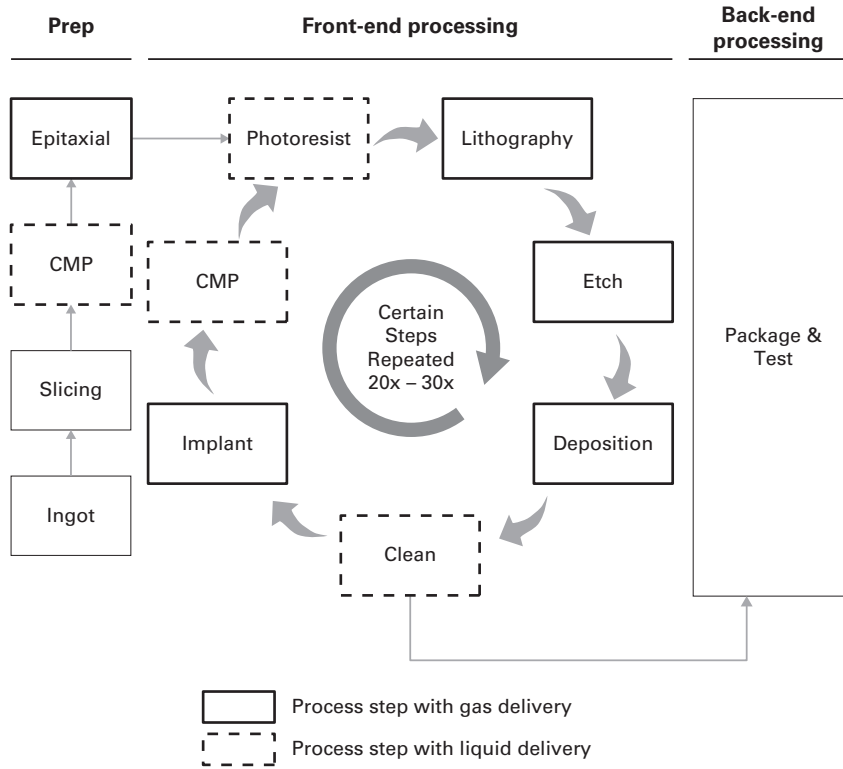 Prep
Front-end processing
Back-end
processing
Epitaxial
Photoresist
Lithography
CMP
CMP
Etch
Certain
Steps
Repeated
20x – 30x
Package &
Test
Slicing
Implant
Deposition
Ingot
Clean
Process step with gas delivery
Process step with liquid delivery